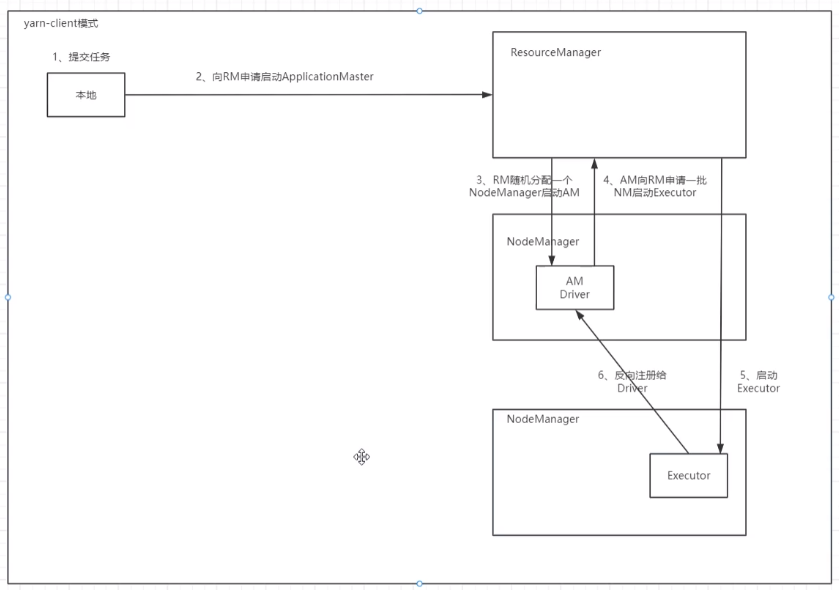 yarn-client模式
1、提交任务
本地
2、向RM申请启动ApplicationMaster
ResourceManager
3、RM随机分配一个
NodeManager启动AM
4、AM向RM申请一批
NM启动Executor
NodeManager
AM
Driver
6、反向注册给
Driver
5、启动
Executor
NodeManager
Executor